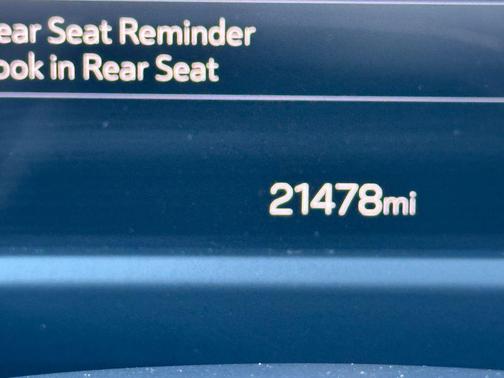 ear Seat Reminder
ook in Rear Seat
21478mi